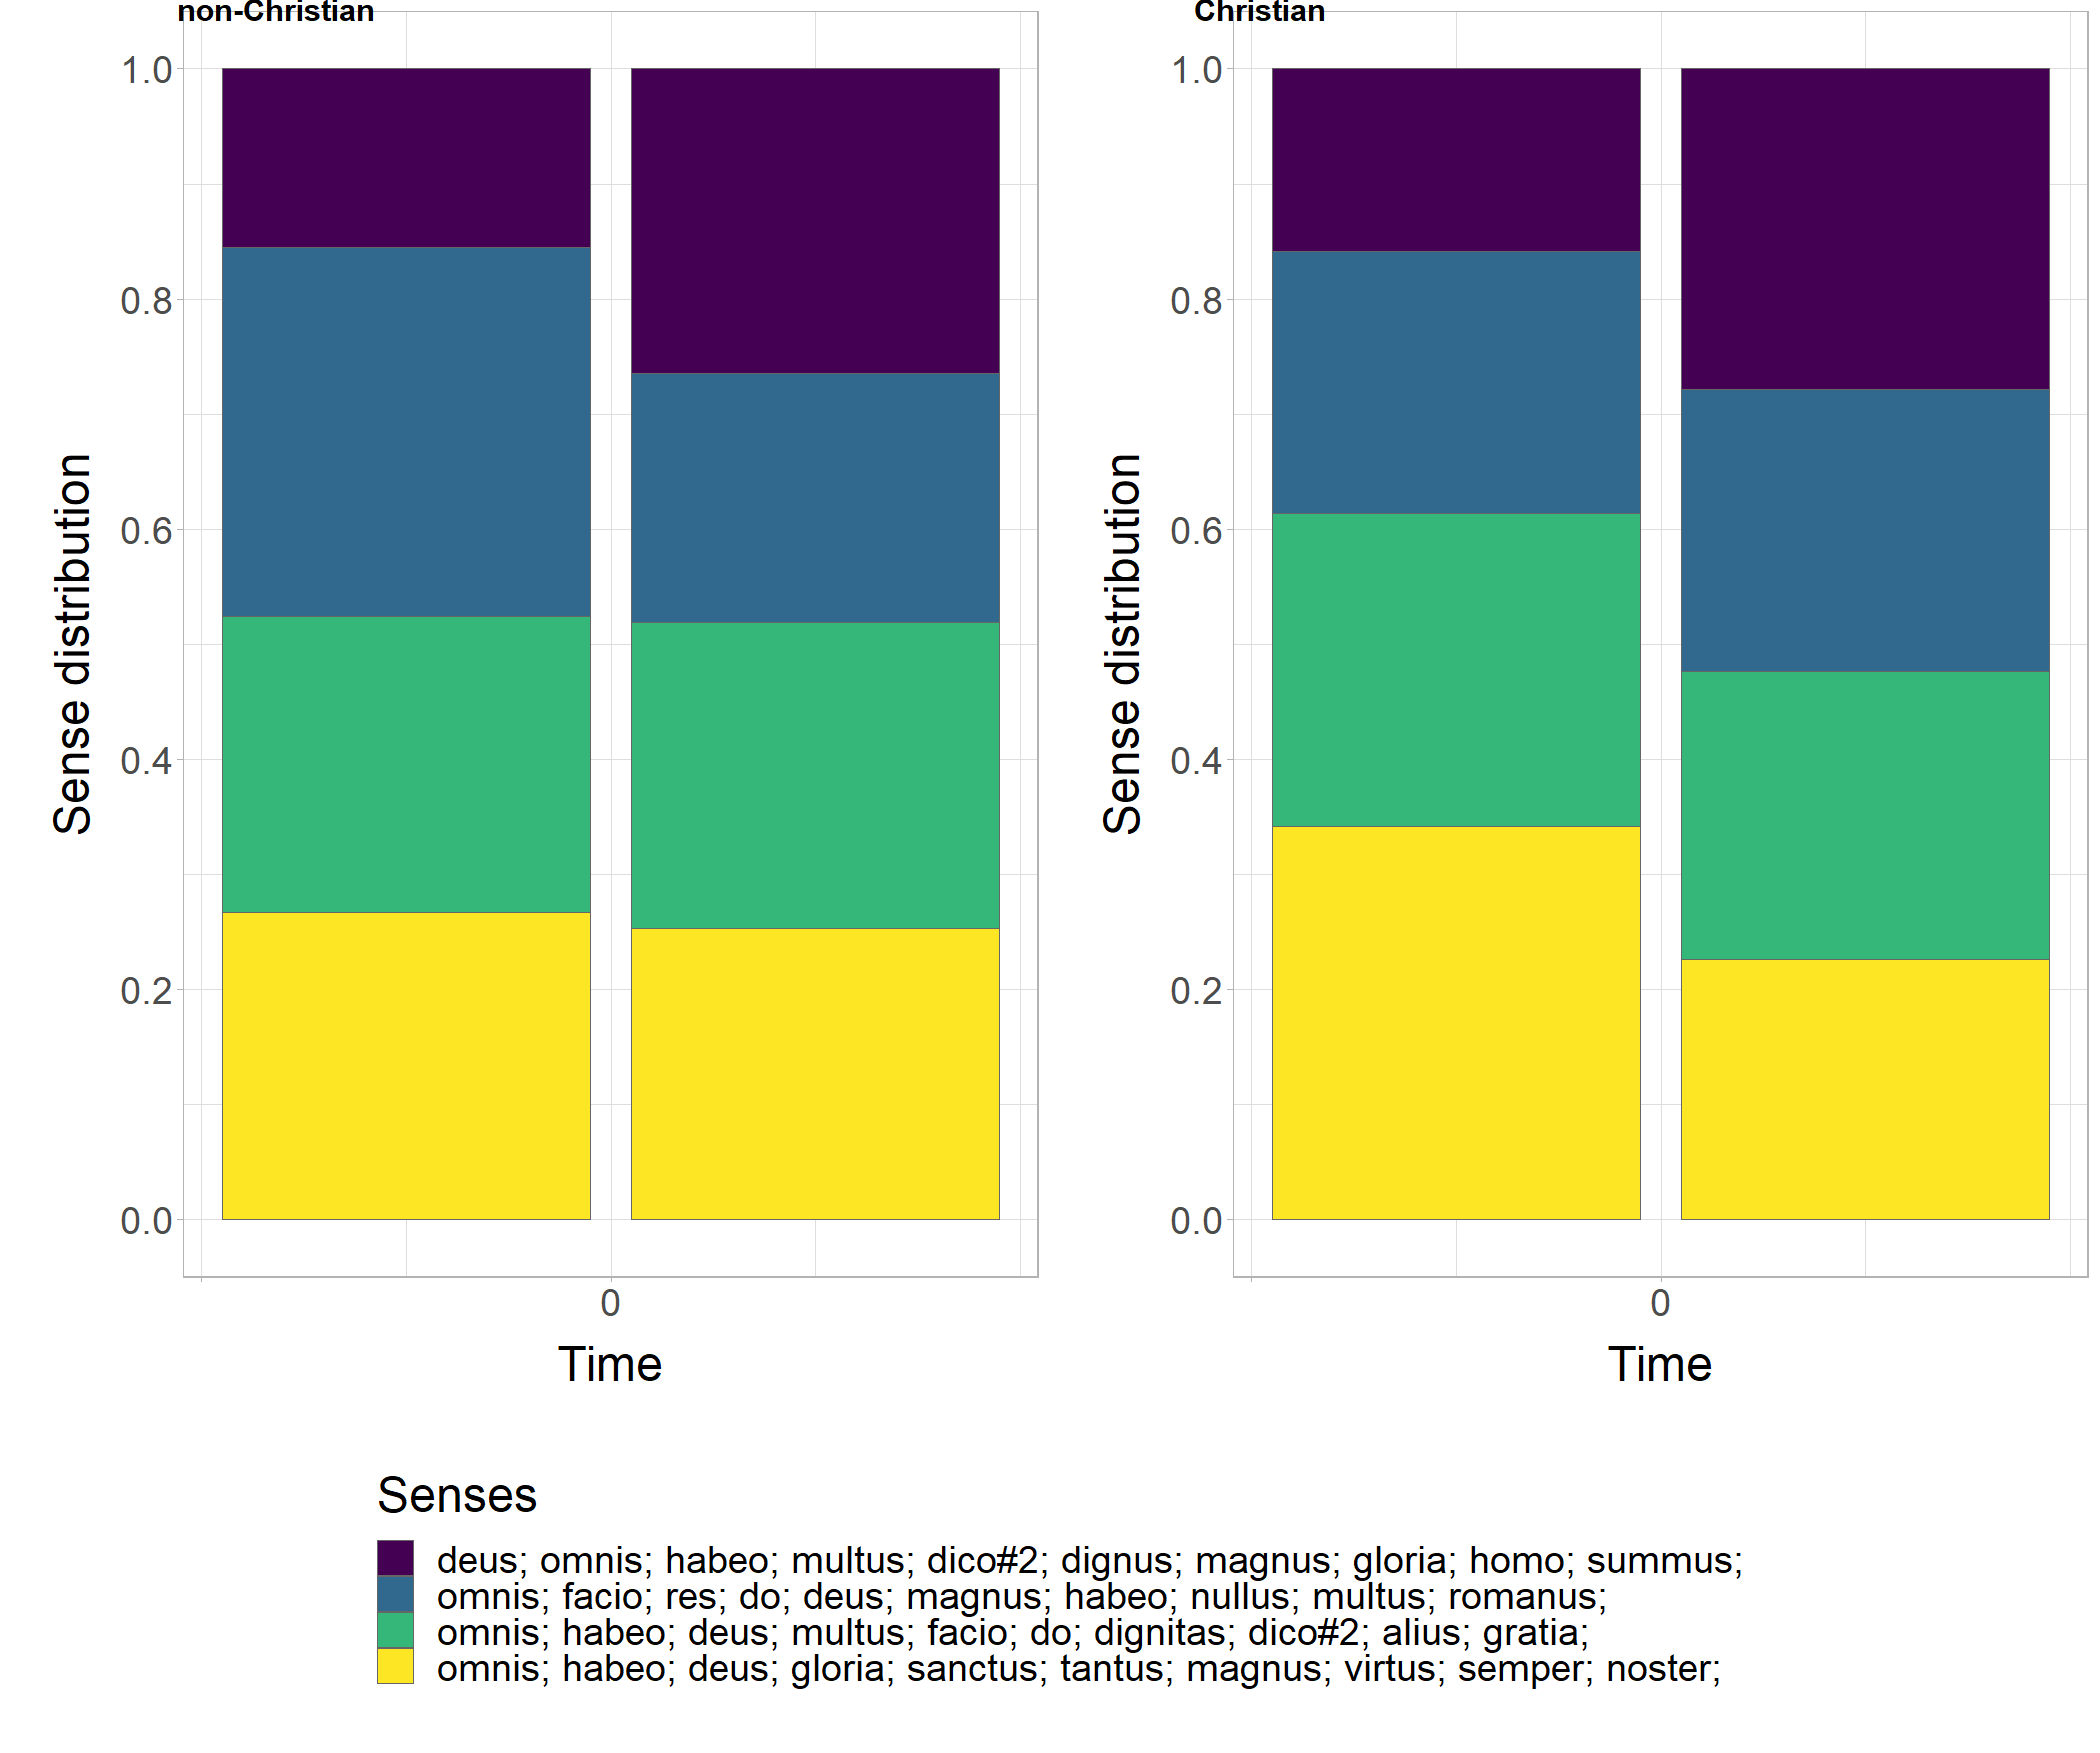 non-Christian
1.0
0.8
0.6
0.4
0.2
0.0
Sense distribution
0
Time
Christian
1.0
0.8
0.6
0.4
0.2
0.0
Sense distribution
0
Time
Senses
deus; omnis; habeo; multus; dico#2; dignus; magnus; gloria; homo; summus;
omnis; facio; res; do; deus; magnus; habeo; nullus; multus; romanus;
omnis; habeo; deus; multus; facio; do; dignitas; dico#2; alius; gratia;
omnis; habeo; deus; gloria; sanctus; tantus; magnus; virtus; semper; noster;